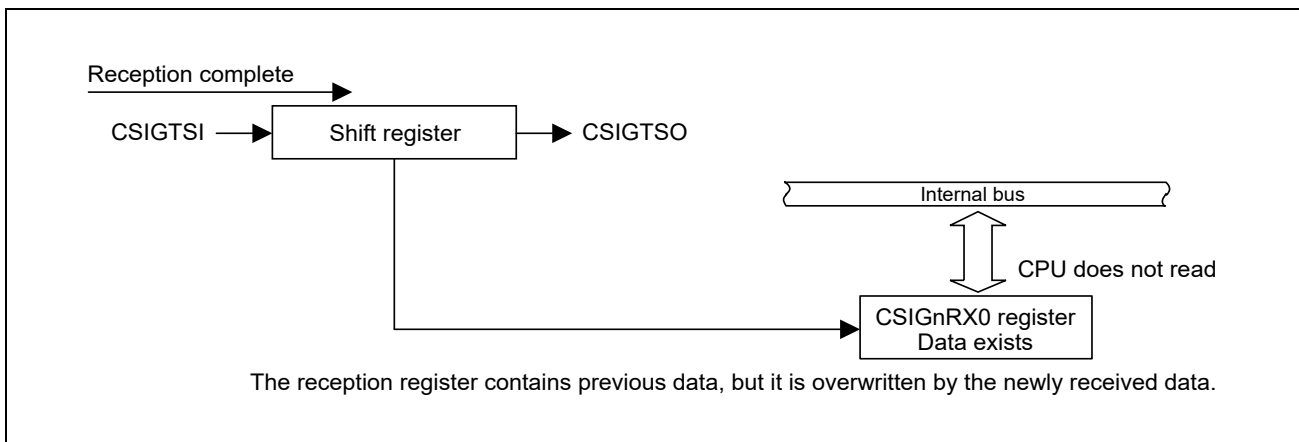 Reception complete
CSIGTSI
Shift register
CSIGTSO
Internal bus
CPU does not read
CSIGnRX0 register
Data exists
The reception register contains previous data, but it is overwritten by the newly received data.